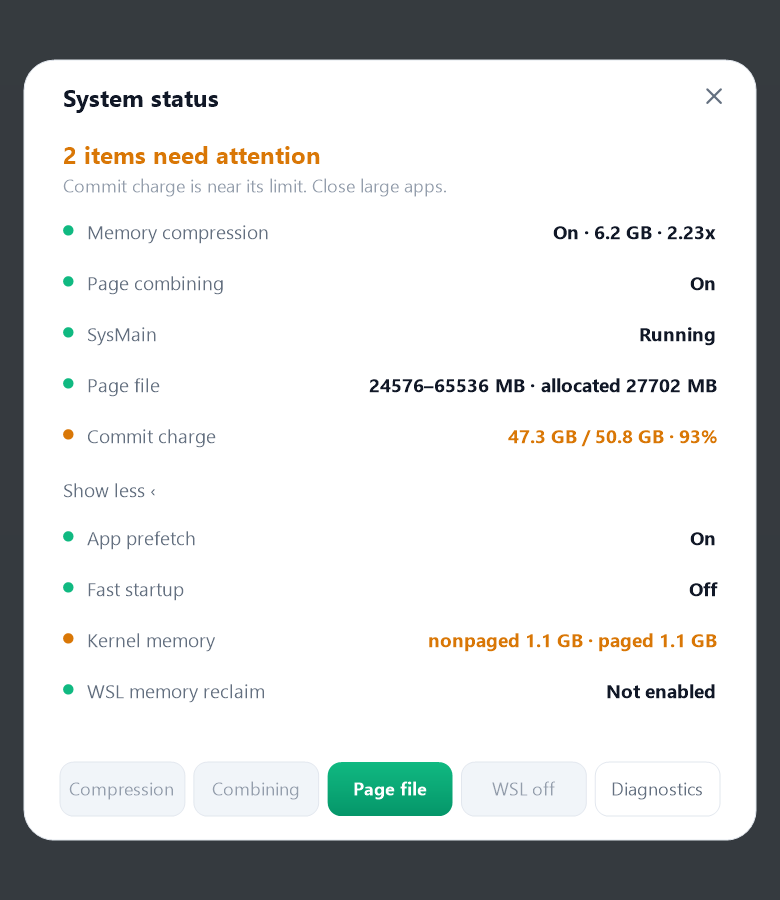 System status
2 items need attention
Commit charge is near its limit. Close large apps.
Memory compression On · 6.2 GB · 2.23x
Page combining On
SysMain Running
Page file 24576–65536 MB · allocated 27702 MB
Commit charge 47.3 GB / 50.8 GB · 93%
Show less ‹
App prefetch On
Fast startup Off
Kernel memory nonpaged 1.1 GB · paged 1.1 GB
WSL memory reclaim Not enabled
Compression Combining Page file WSL off Diagnostics